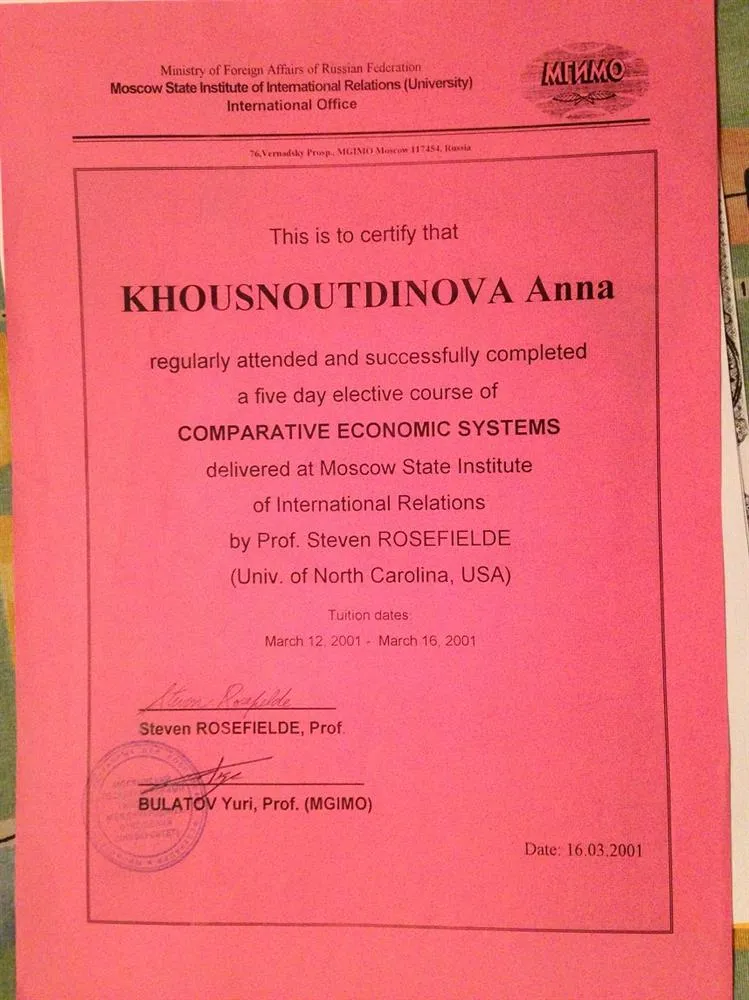 Ministry of Foreign Affairs of Russian Federation
Moscow State Institute of International Relations (University)
International Office
МГИМО
76,Vernadsky Prosp., MGIMO Moscow 117454, Russia
This is to certify that
KHOUSNOUTDINOVA Anna
regularly attended and successfully completed
a five day elective course of
COMPARATIVE ECONOMIC SYSTEMS
delivered at Moscow State Institute
of International Relations
by Prof. Steven ROSEFIELDE
(Univ. of North Carolina, USA)
Tuition dates:
March 12, 2001 - March 16, 2001
Steven Rosefielde
Steven ROSEFIELDE, Prof.
BULATOV Yuri, Prof. (MGIMO)
Date: 16.03.2001